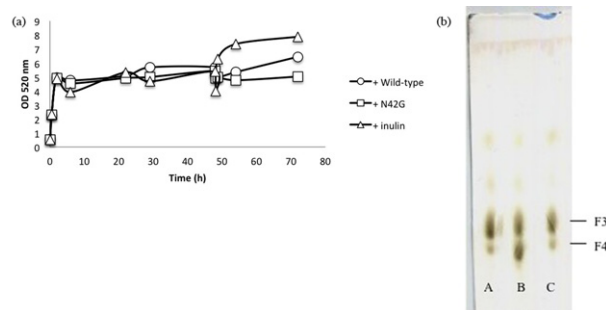 (a)
OD 520 nm
9
8
7
6
5
4
3
2
1
0
0 10 20 30 40 50 60 70 80
Time (h)
+ Wild-type
+ N42G
+ inulin
(b)
F3
F4
A B C